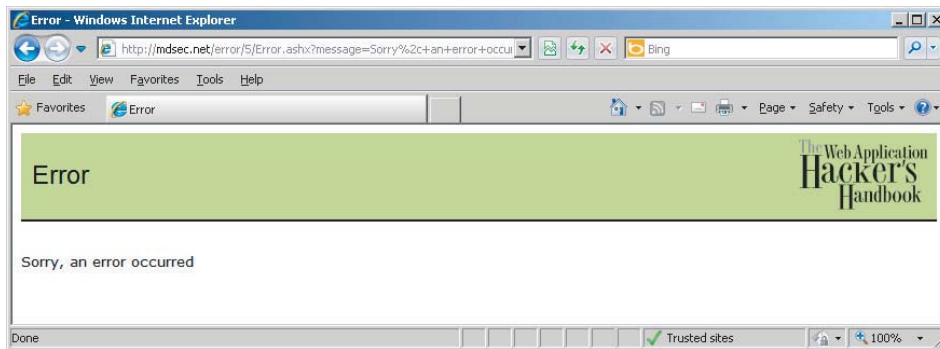 Error - Windows Internet Explorer
http://mdsec.net/error/5/Error.ashx?message=Sorry%2c+an+error+occur
Bing
File Edit View Favorites Tools Help
Favorites Error Page Safety Tools
Error
The Web Application
Hacker's
Handbook
Sorry, an error occurred
Done Trusted sites 100%